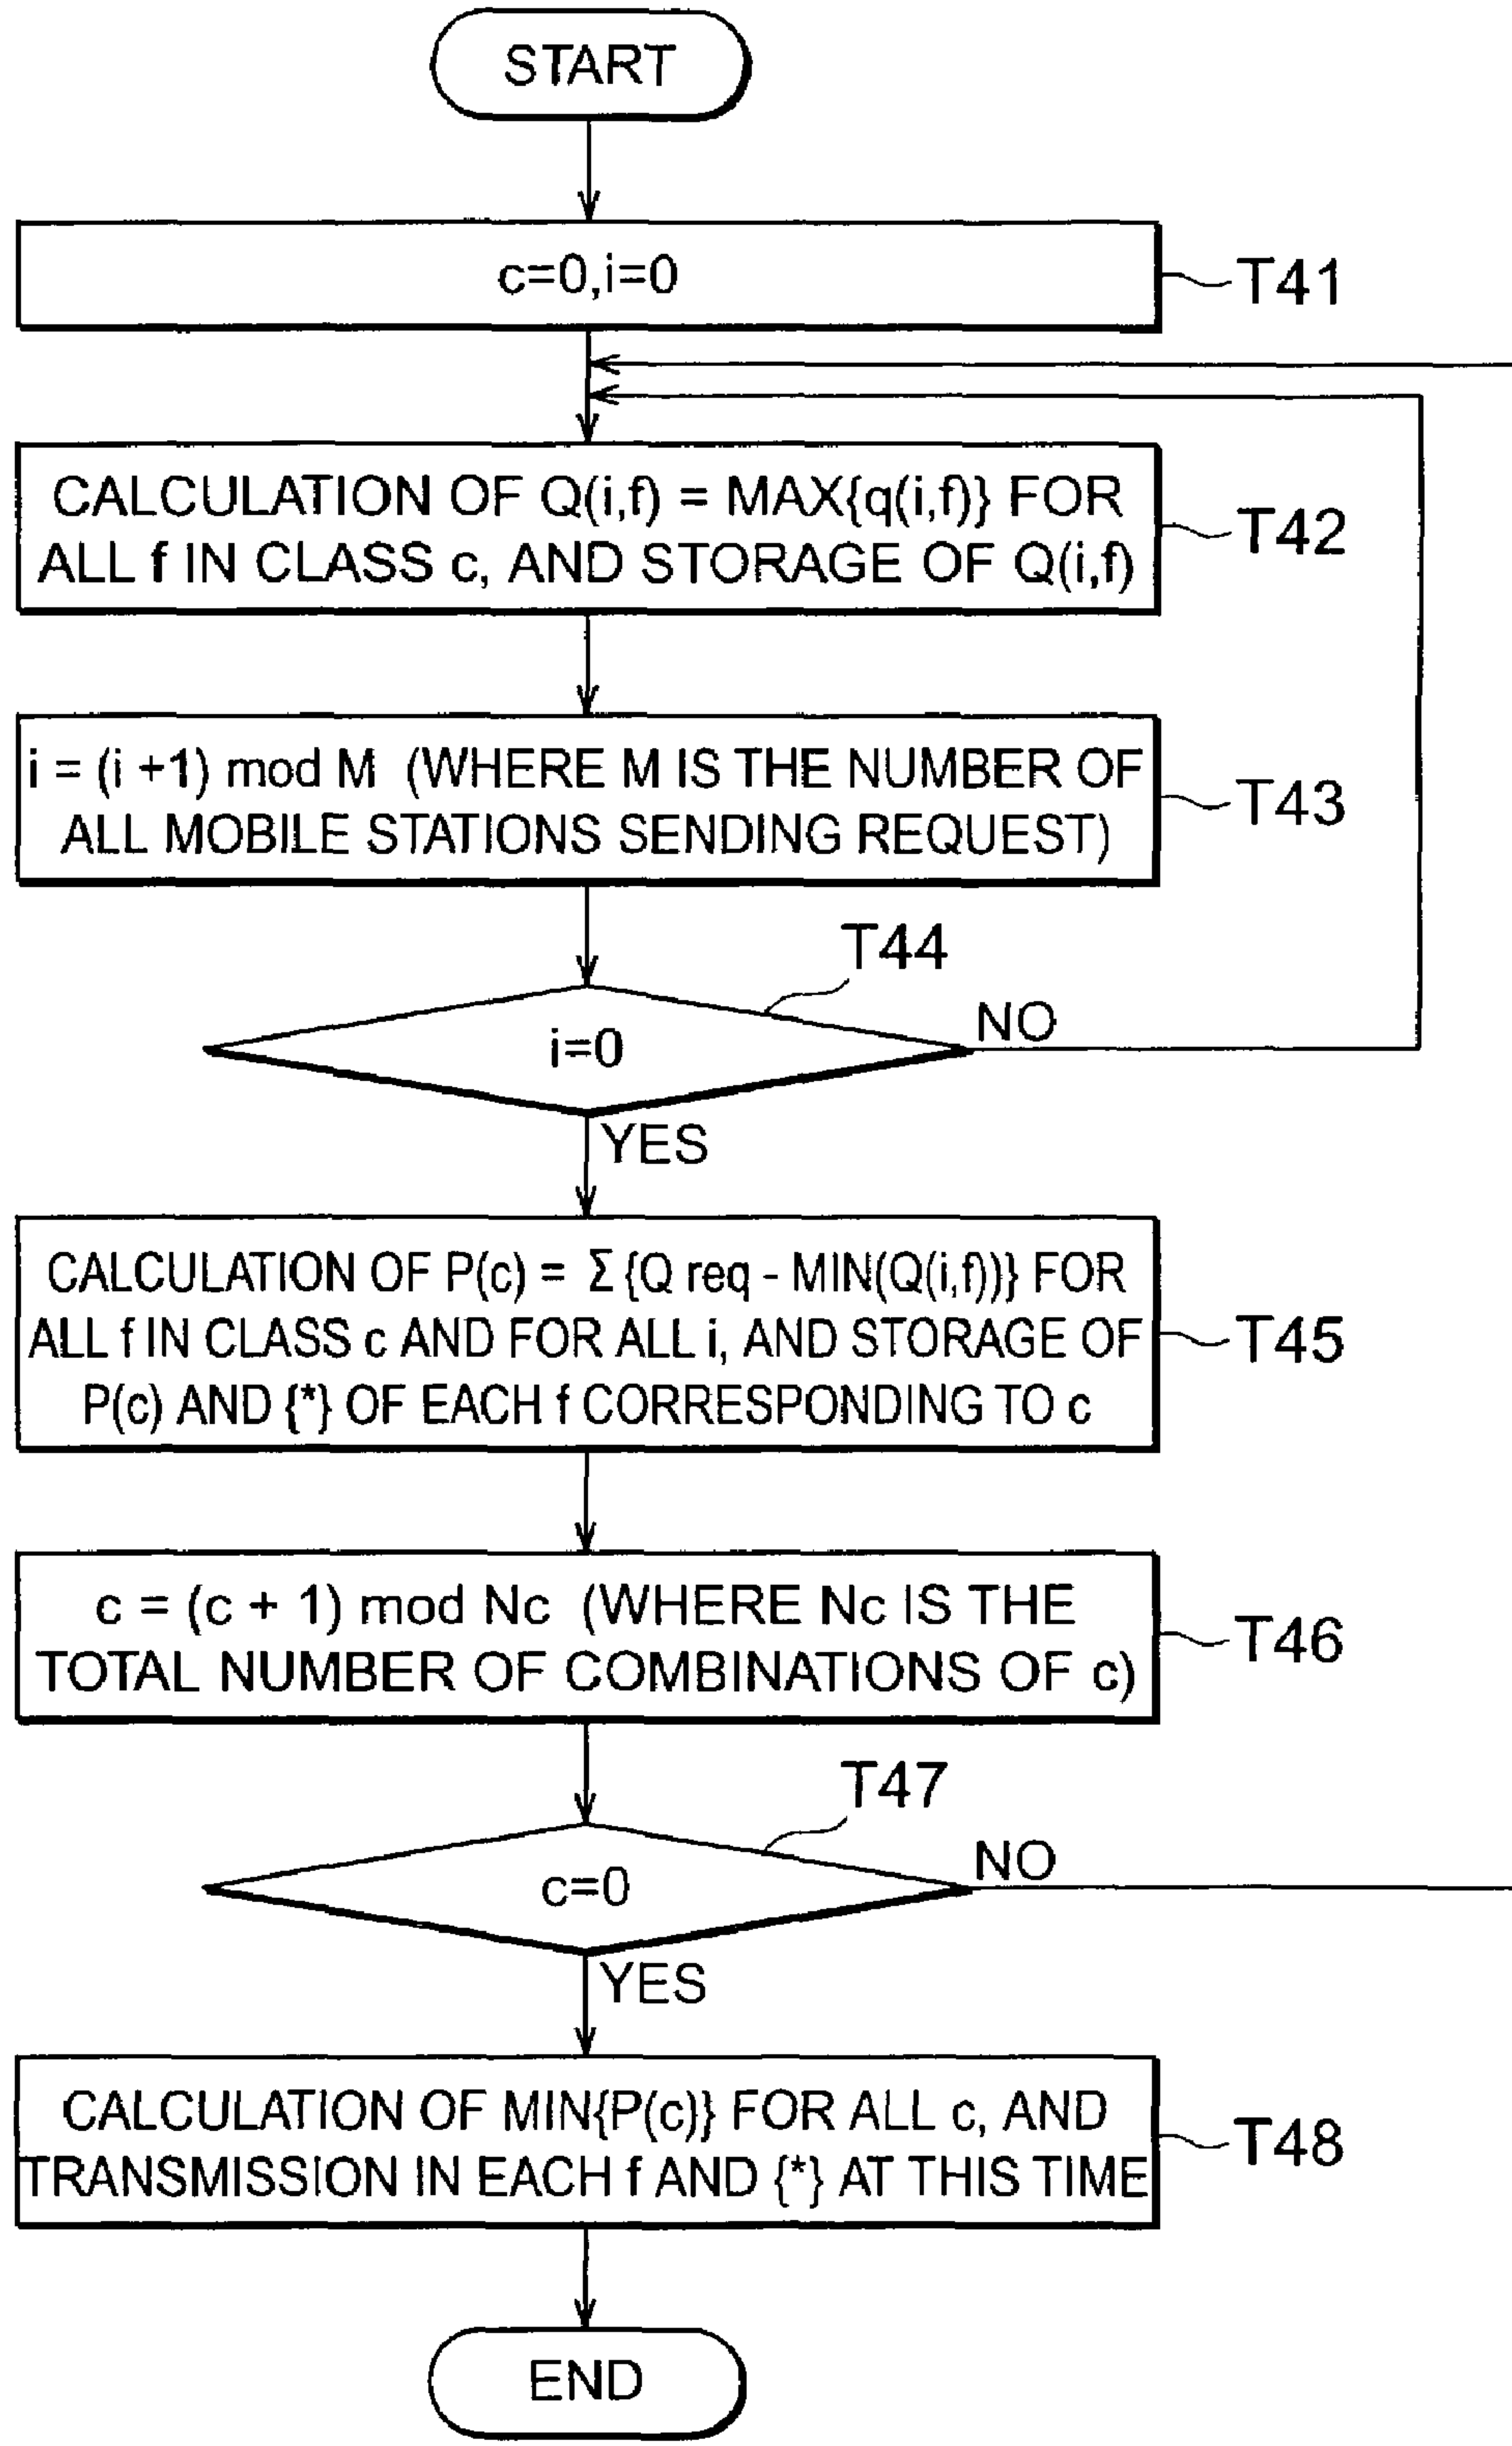 START
c=0,i=0
T41
CALCULATION OF Q(i,f) = MAX{q(i,f)} FOR
ALL f IN CLASS c, AND STORAGE OF Q(i,f)
T42
i = (i +1) mod M (WHERE M IS THE NUMBER OF
ALL MOBILE STATIONS SENDING REQUEST)
T43
T44
i=0
NO
YES
CALCULATION OF P(c) = Σ {Q req - MIN(Q(i,f))} FOR
ALL f IN CLASS c AND FOR ALL i, AND STORAGE OF
P(c) AND {*} OF EACH f CORRESPONDING TO c
T45
c = (c + 1) mod Nc (WHERE Nc IS THE
TOTAL NUMBER OF COMBINATIONS OF c)
T46
T47
c=0
NO
YES
CALCULATION OF MIN{P(c)} FOR ALL c, AND
TRANSMISSION IN EACH f AND {*} AT THIS TIME
T48
END